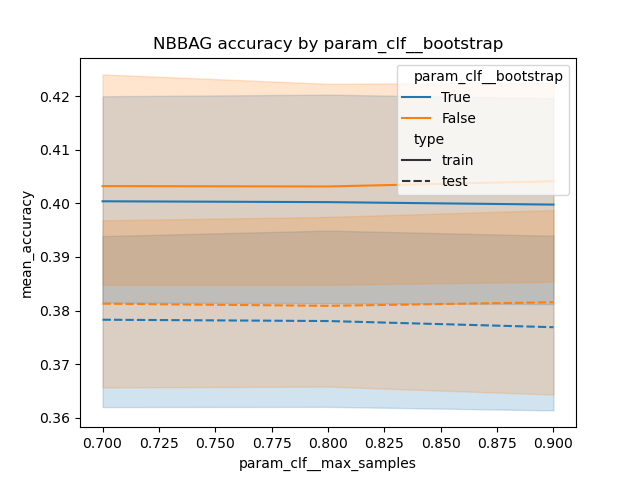 NBBAG accuracy by param_clf__bootstrap
param_clf__bootstrap
True
False
type
train
test
mean_accuracy
0.42
0.41
0.40
0.39
0.38
0.37
0.36
0.700 0.725 0.750 0.775 0.800 0.825 0.850 0.875 0.900
param_clf__max_samples